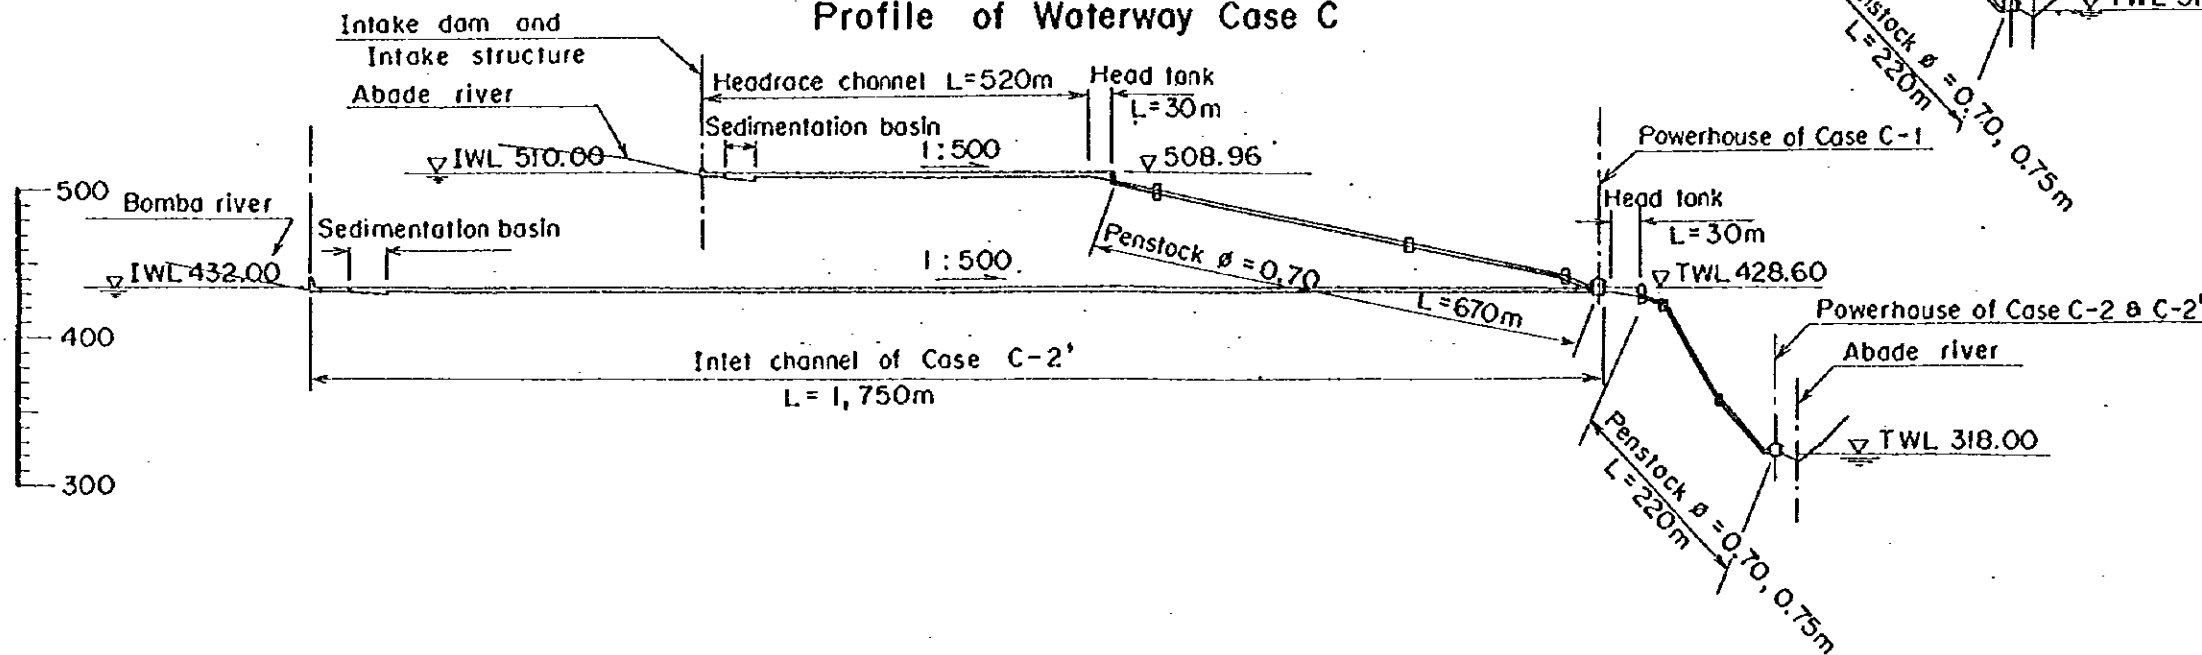 Profile of Waterway Case C
Intake dam and
Intake structure
Abade river
Headrace channel L=520m
Head tank
L=30m
Sedimentation basin
IWL 510.00
1:500
508.96
Powerhouse of Case C-1
Penstock ø =0.70, 0.75m
L=220m
500
400
300
Bomba river
Sedimentation basin
IWL 432.00
1:500
Penstock ø =0.70
L=670m
Head tank
L=30m
TWL 428.60
Powerhouse of Case C-2 & C-2'
Abade river
Inlet channel of Case C-2'
L= 1,750m
TWL 318.00
Penstock ø =0.70, 0.75m
L=220m